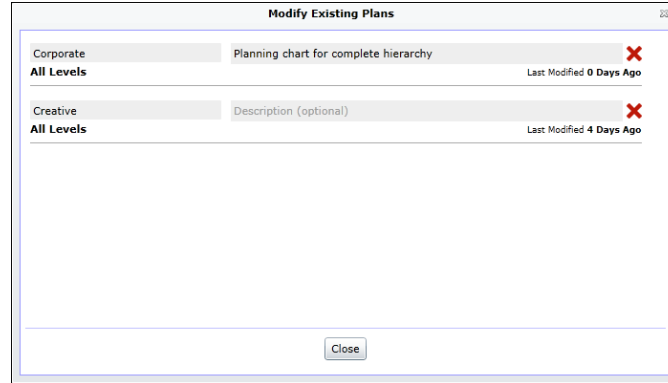 Modify Existing Plans
Corporate Planning chart for complete hierarchy
All Levels Last Modified 0 Days Ago
Creative Description (optional)
All Levels Last Modified 4 Days Ago
Close